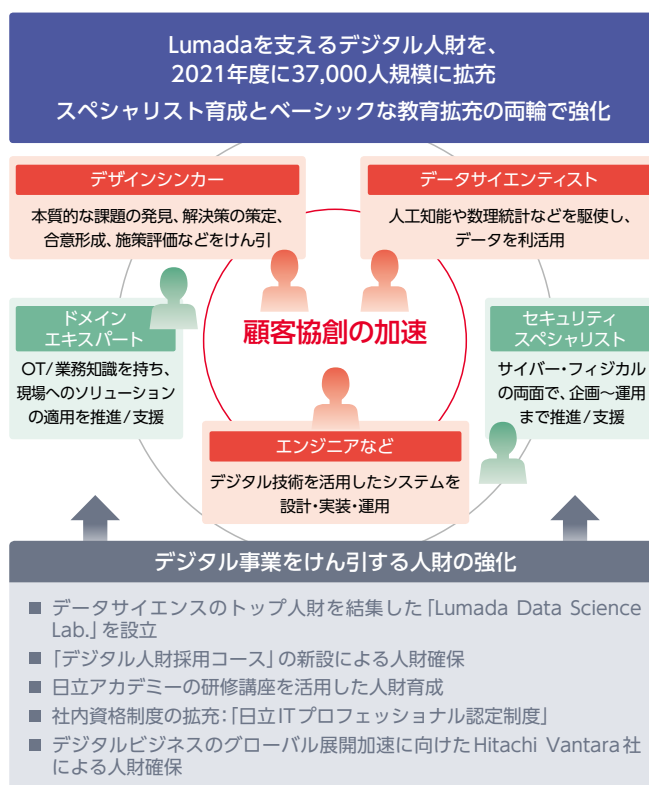 Lumadaを支えるデジタル人財を、
2021年度に37,000人規模に拡充
スペシャリスト育成とベーシックな教育拡充の両輪で強化
デザインシンカー
本質的な課題の発見、解決策の策定、
合意形成、施策評価などをけん引
データサイエンティスト
人工知能や数理統計などを駆使し、
データを利活用
顧客協創の加速
ドメイン
エキスパート
OT/業務知識を持ち、
現場へのソリューション
の適用を推進/支援
セキュリティ
スペシャリスト
サイバー・フィジカル
の両面で、企画〜運用
まで推進/支援
エンジニアなど
デジタル技術を活用したシステムを
設計・実装・運用
デジタル事業をけん引する人財の強化
■ データサイエンスのトップ人財を結集した「Lumada Data Science
Lab.」を設立
■ 「デジタル人財採用コース」の新設による人財確保
■ 日立アカデミーの研修講座を活用した人財育成
■ 社内資格制度の拡充:「日立ITプロフェッショナル認定制度」
■ デジタルビジネスのグローバル展開加速に向けたHitachi Vantara社
による人財確保